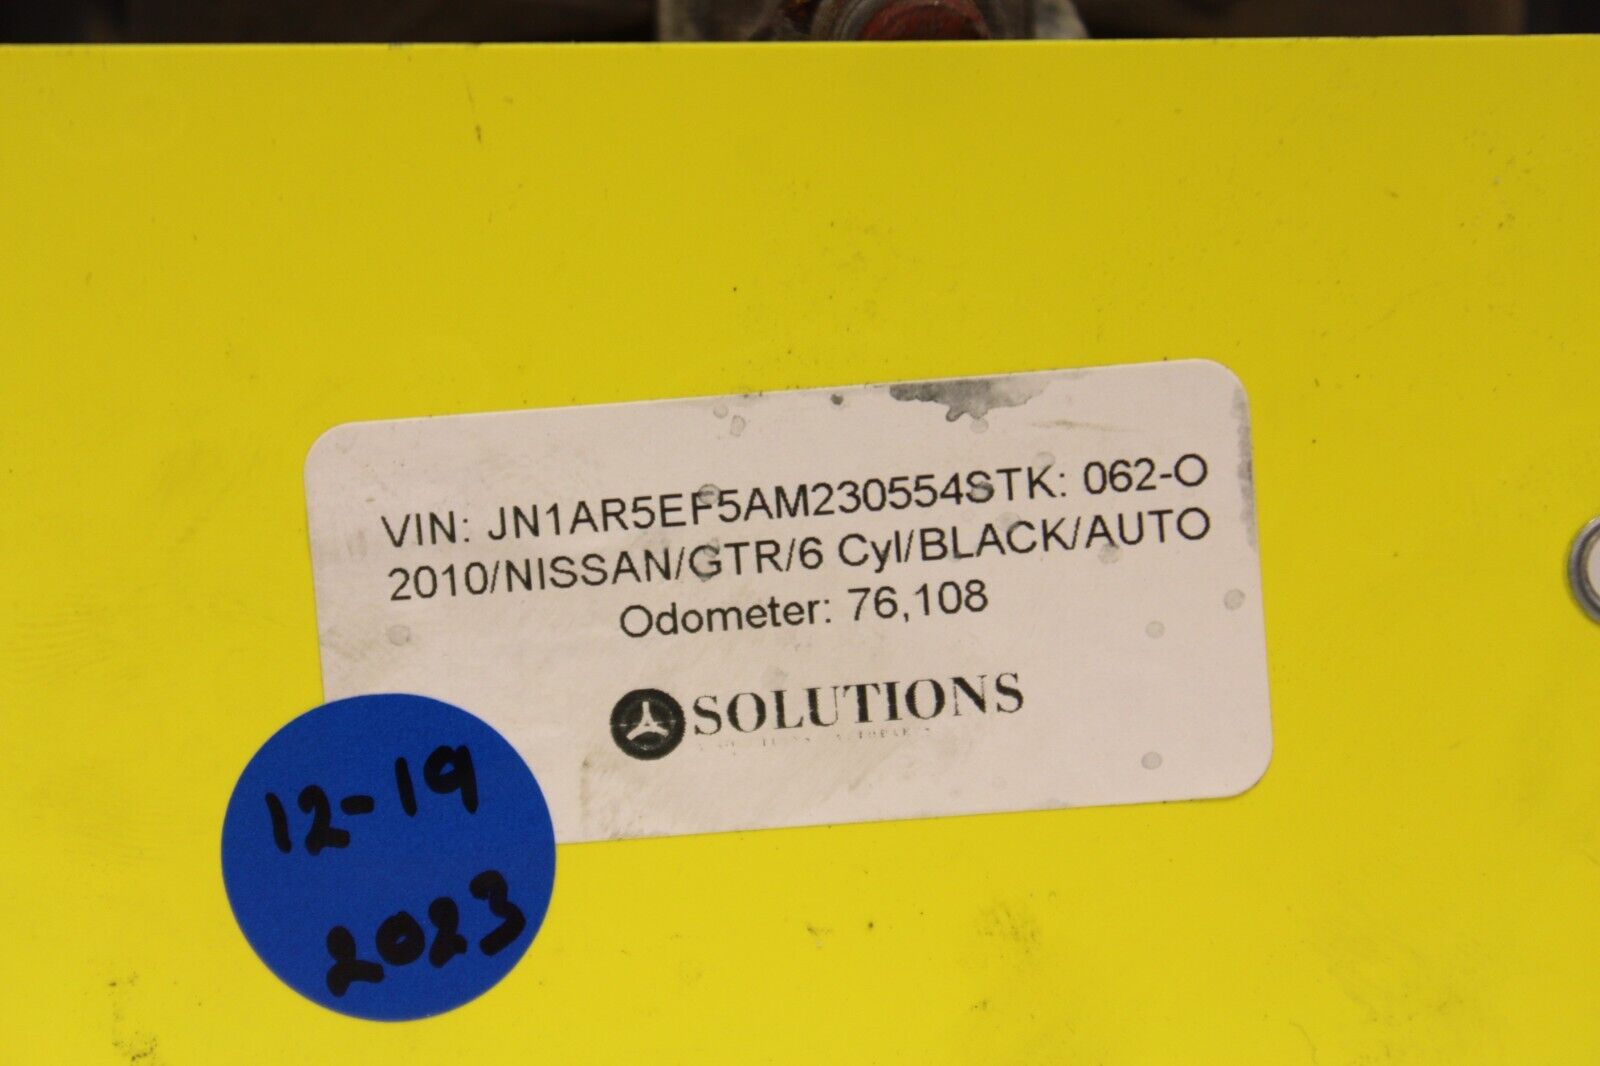 VIN: JN1AR5EF5AM230554STK: 062-O
2010/NISSAN/GTR/6 Cyl/BLACK/AUTO
Odometer: 76,108
SOLUTIONS
12-19
2023